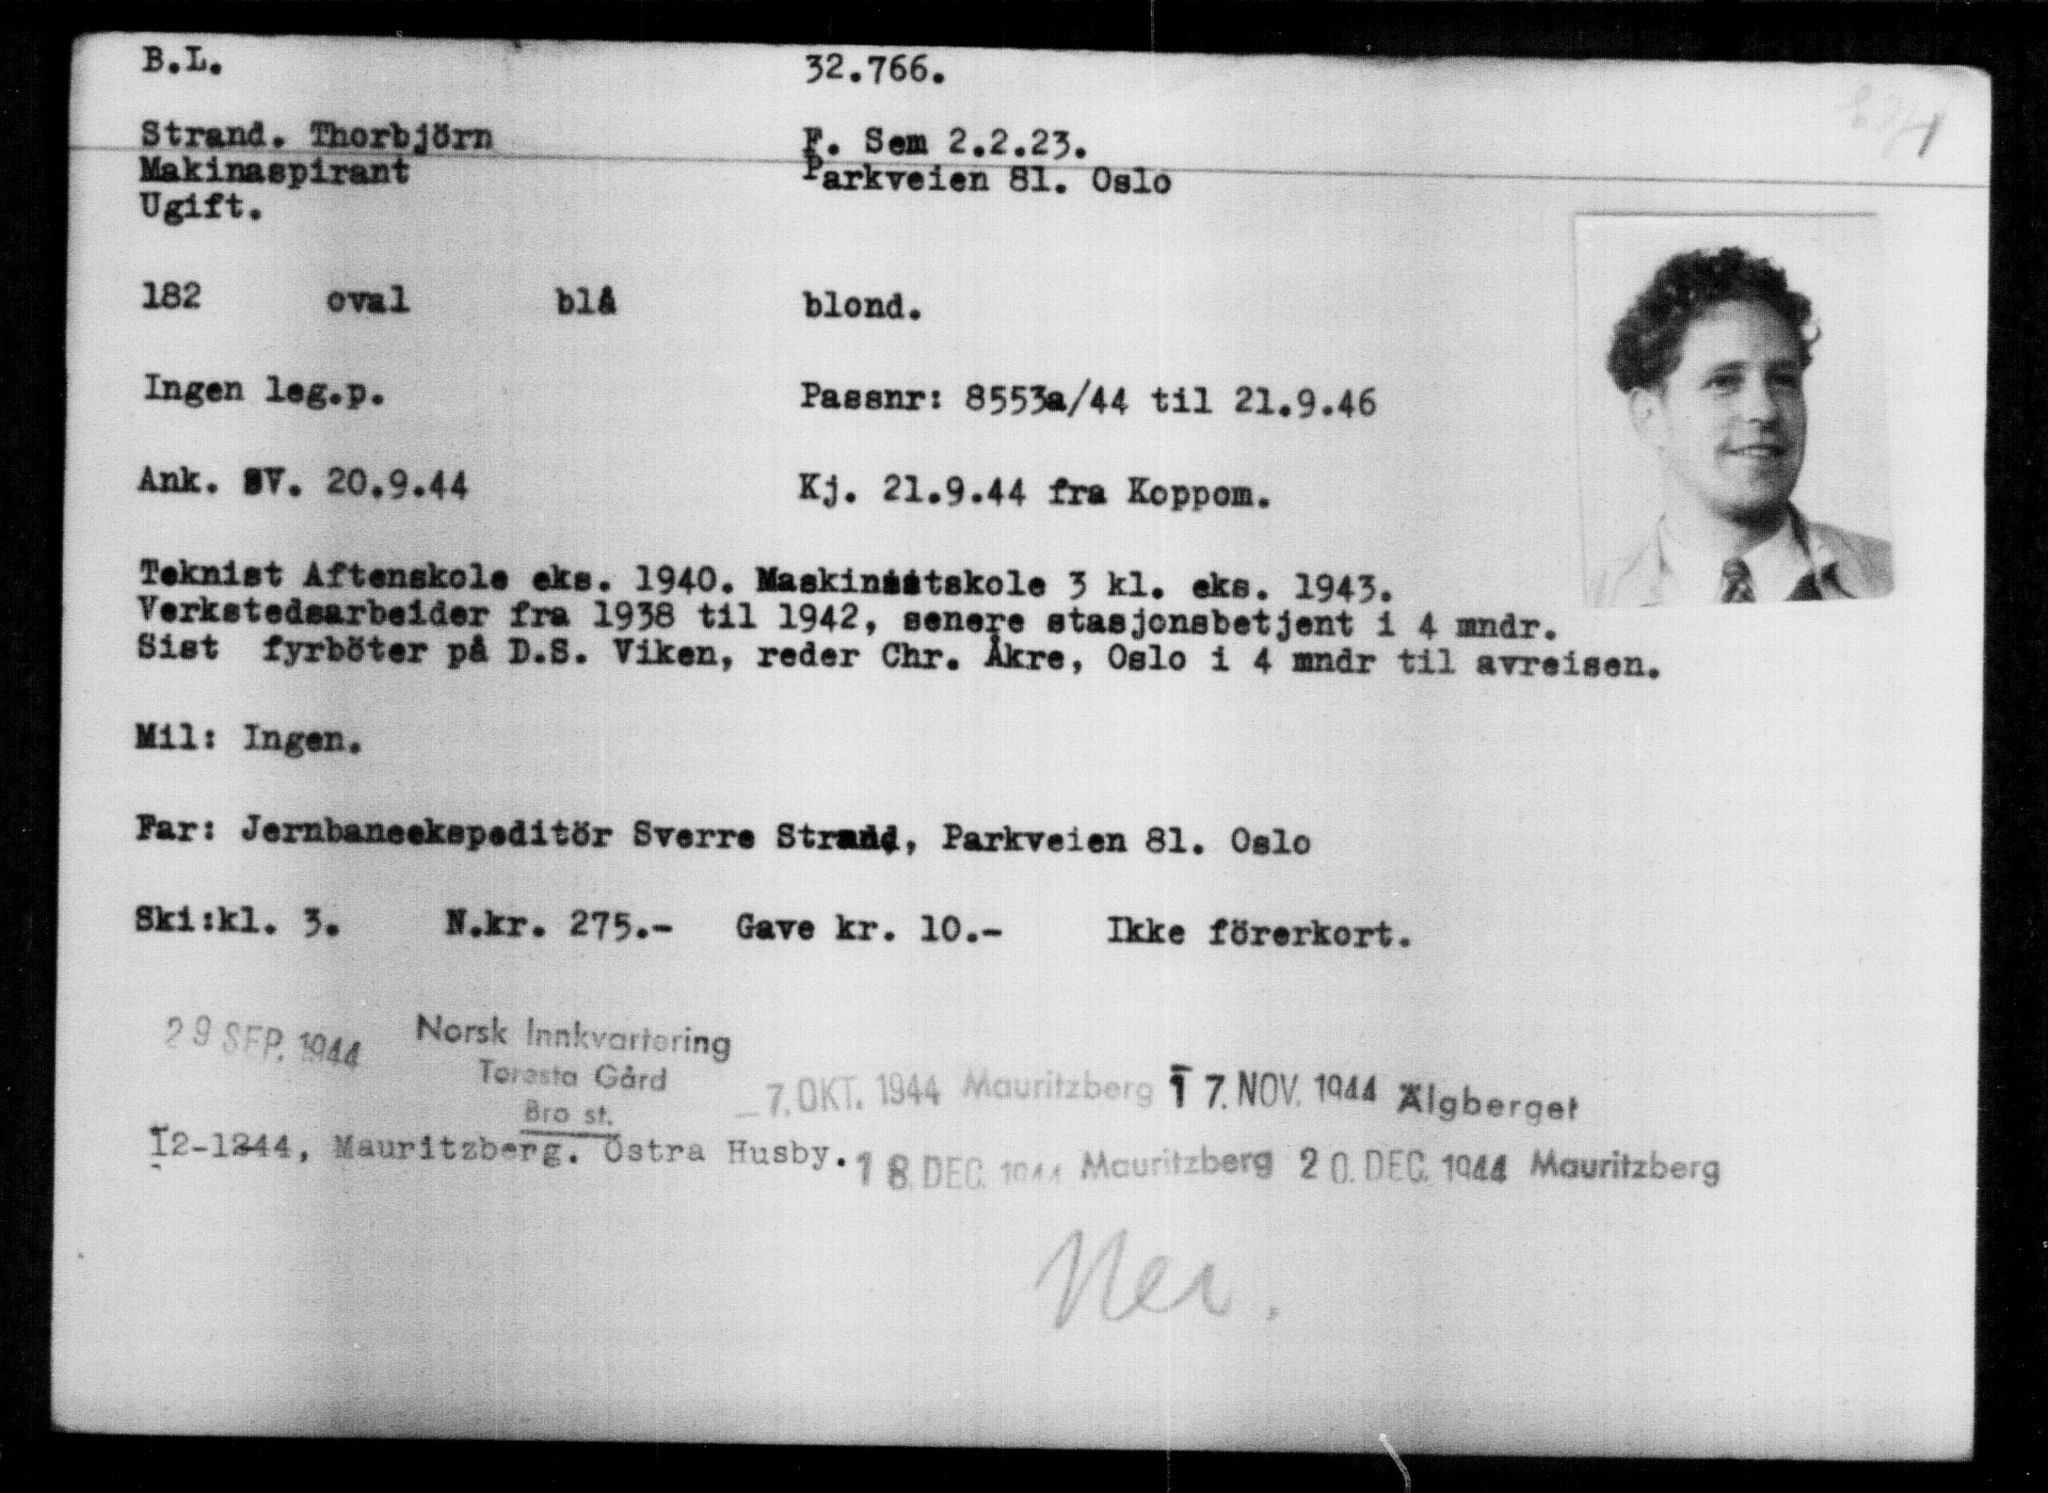 B.L. 32.766.
Strand. Thorbjörn F. Sem 2.2.23.
Makinaspirant Parkveien 81. Oslo
Ugift.
182 oval blå blond.
Ingen leg.p. Passnr: 8553a/44 til 21.9.46
Ank. SV. 20.9.44 Kj. 21.9.44 fra Koppom.
Teknist Aftenskole eks. 1940. Maskinistskole 3 kl. eks. 1943.
Verkstedsarbeider fra 1938 til 1942, senere stasjonsbetjent i 4 mndr.
Sist fyrböter på D.S. Viken, reder Chr. Åkre, Oslo i 4 mndr til avreisen.
Mil: Ingen.
Far: Jernbaneekspeditör Sverre Strand, Parkveien 81. Oslo
Ski:kl. 3. N.kr. 275.- Gave kr. 10.- Ikke förerkort.
29 SEP. 1944 Norsk Innkvartering
Toresta Gård
Bro st.
-7. OKT. 1944 Mauritzberg 17. NOV. 1944 Älgberget
12-1244, Mauritzberg. Östra Husby. 18. DEC. 1944 Mauritzberg 20. DEC. 1944 Mauritzberg